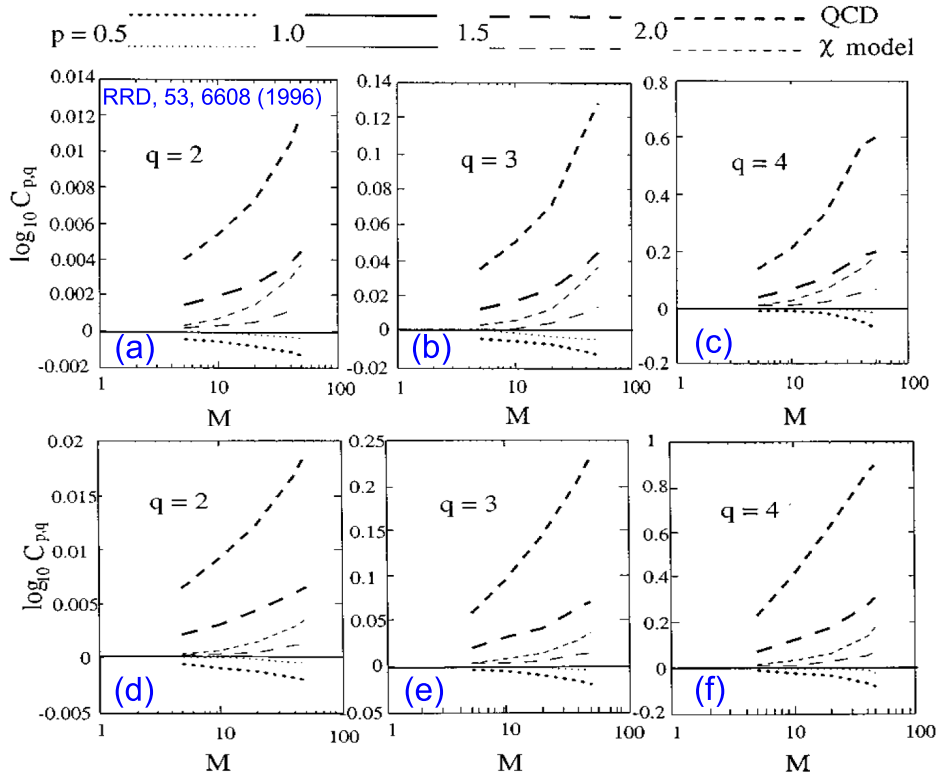 QCD
p = 0.5 1.0 1.5 2.0
χ model
0.014 0.14 0.8
RRD, 53, 6608 (1996)
0.012 0.12
q = 2 q = 3 q = 4
0.01 0.10 0.6
0.008 0.08 0.4
0.006 0.06
0.004 0.04 0.2
0.002 0.02
0 0 0
(a) (b) (c)
-0.002 -0.02 -0.2
log10 Cp,q
1 10 100 1 10 100 1 10 100
M M M
0.02 0.25 1
q = 2 q = 3 q = 4
0.015 0.20 0.8
0.01 0.15 0.6
0.10 0.4
0.005 0.05 0.2
0 0 0
(d) (e) (f)
-0.005 0.05 -0.2
log10 Cp,q
1 10 100 1 10 100 1 10 100
M M M